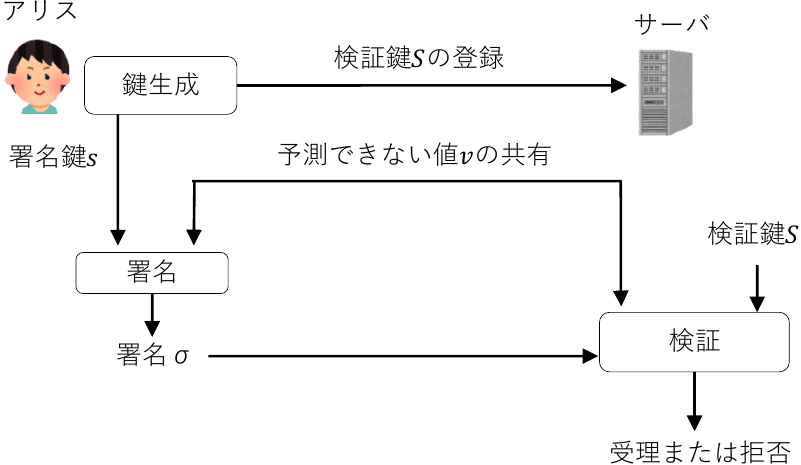 アリス
サーバ
鍵生成
検証鍵Sの登録
署名鍵s
予測できない値vの共有
検証鍵S
署名
検証
署名 σ
受理または拒否